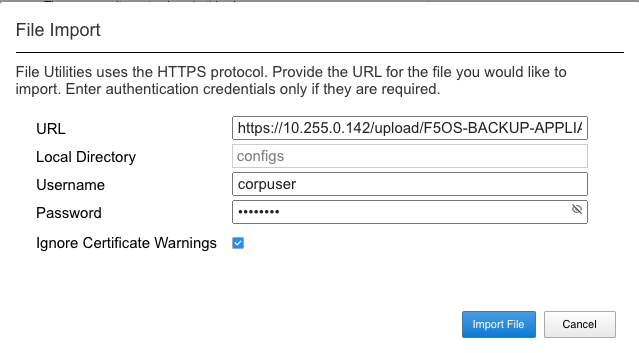 File Import
File Utilities uses the HTTPS protocol. Provide the URL for the file you would like to
import. Enter authentication credentials only if they are required.
URL https://10.255.0.142/upload/F5OS-BACKUP-APPLIA
Local Directory configs
Username corpuser
Password ••••••••
Ignore Certificate Warnings
Import File Cancel